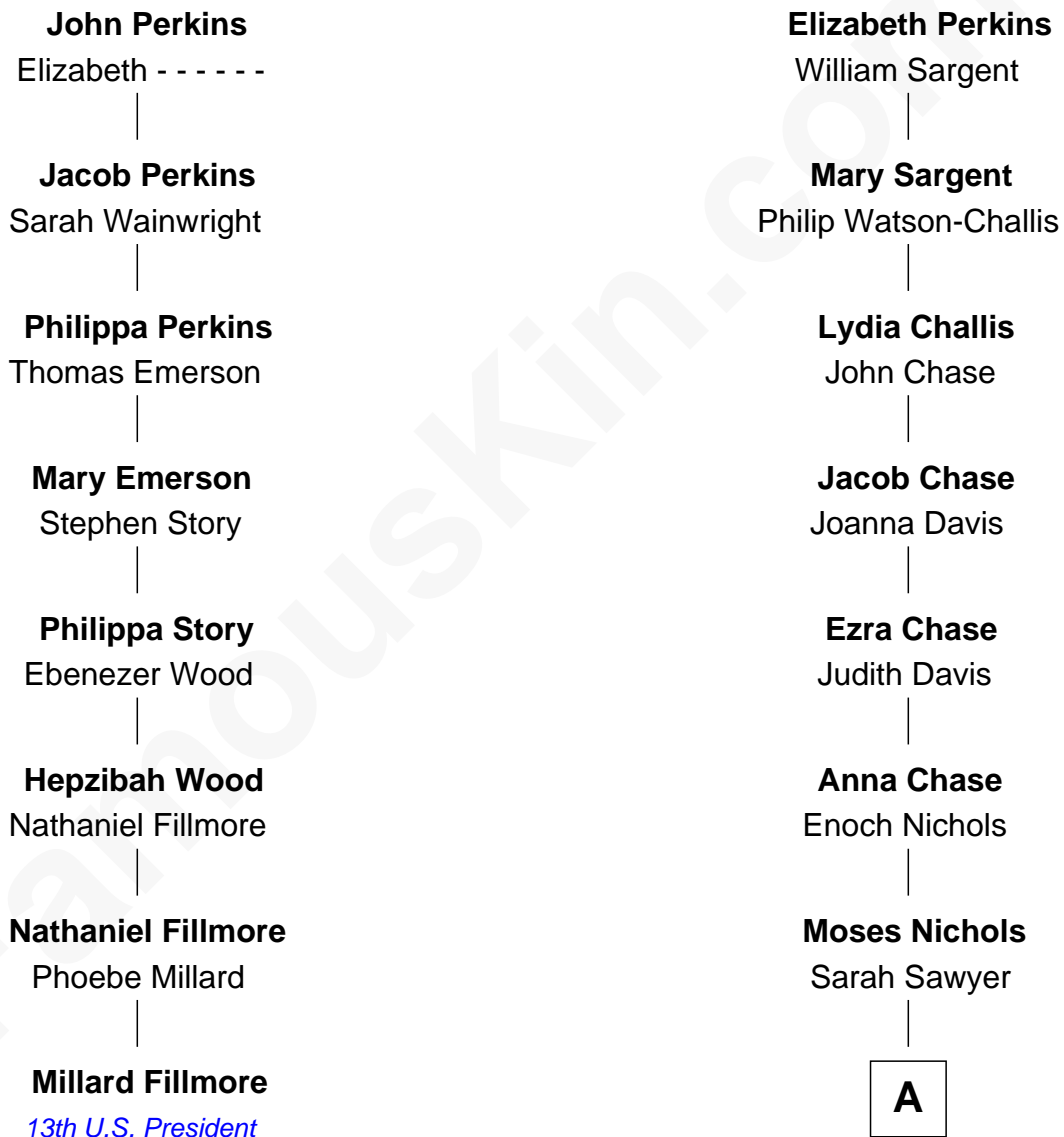 John Perkins
Elizabeth - - - - - -
Jacob Perkins
Sarah Wainwright
Philippa Perkins
Thomas Emerson
Mary Emerson
Stephen Story
Philippa Story
Ebenezer Wood
Hepzibah Wood
Nathaniel Fillmore
Nathaniel Fillmore
Phoebe Millard
Millard Fillmore
13th U.S. President
Elizabeth Perkins
William Sargent
Mary Sargent
Philip Watson-Challis
Lydia Challis
John Chase
Jacob Chase
Joanna Davis
Ezra Chase
Judith Davis
Anna Chase
Enoch Nichols
Moses Nichols
Sarah Sawyer
A
FamousKin.com